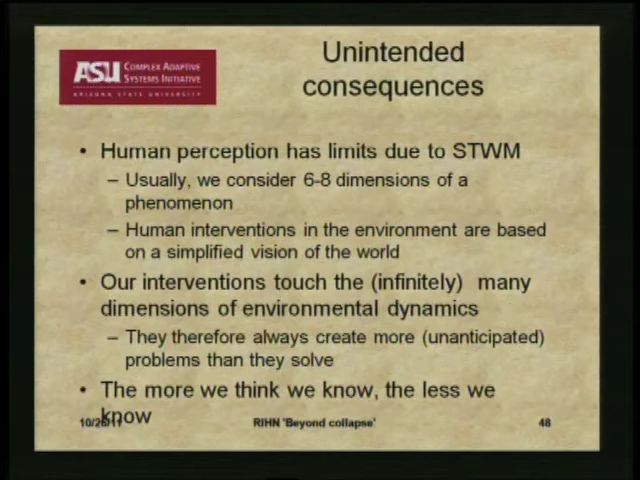 Unintended
consequences
ASU COMPLEX ADAPTIVE
SYSTEMS INITIATIVE
ARIZONA STATE UNIVERSITY
• Human perception has limits due to STWM
– Usually, we consider 6-8 dimensions of a
phenomenon
– Human interventions in the environment are based
on a simplified vision of the world
• Our interventions touch the (infinitely) many
dimensions of environmental dynamics
– They therefore always create more (unanticipated)
problems than they solve
• The more we think we know, the less we
know
RIHN 'Beyond collapse'
48